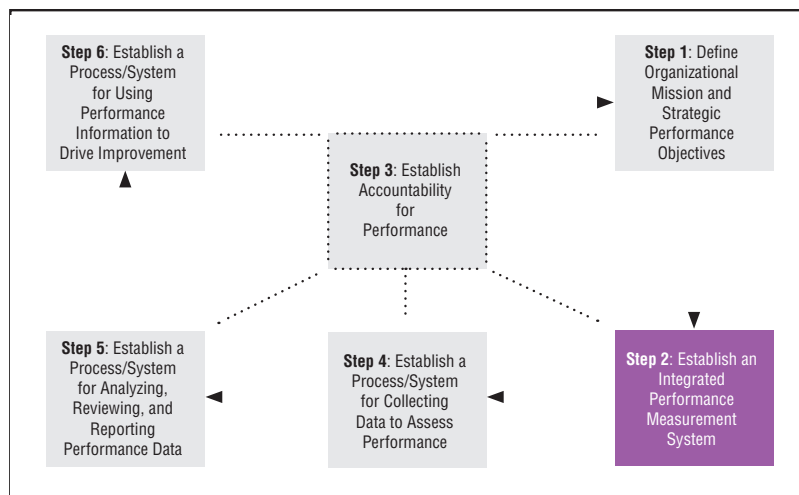 Step 6: Establish a
Process/System
for Using
Performance
Information to
Drive Improvement
Step 1: Define
Organizational
Mission and
Strategic
Performance
Objectives
Step 3: Establish
Accountability
for
Performance
Step 5: Establish a
Process/System
for Analyzing,
Reviewing, and
Reporting
Performance Data
Step 4: Establish a
Process/System
for Collecting
Data to Assess
Performance
Step 2: Establish an
Integrated
Performance
Measurement
System